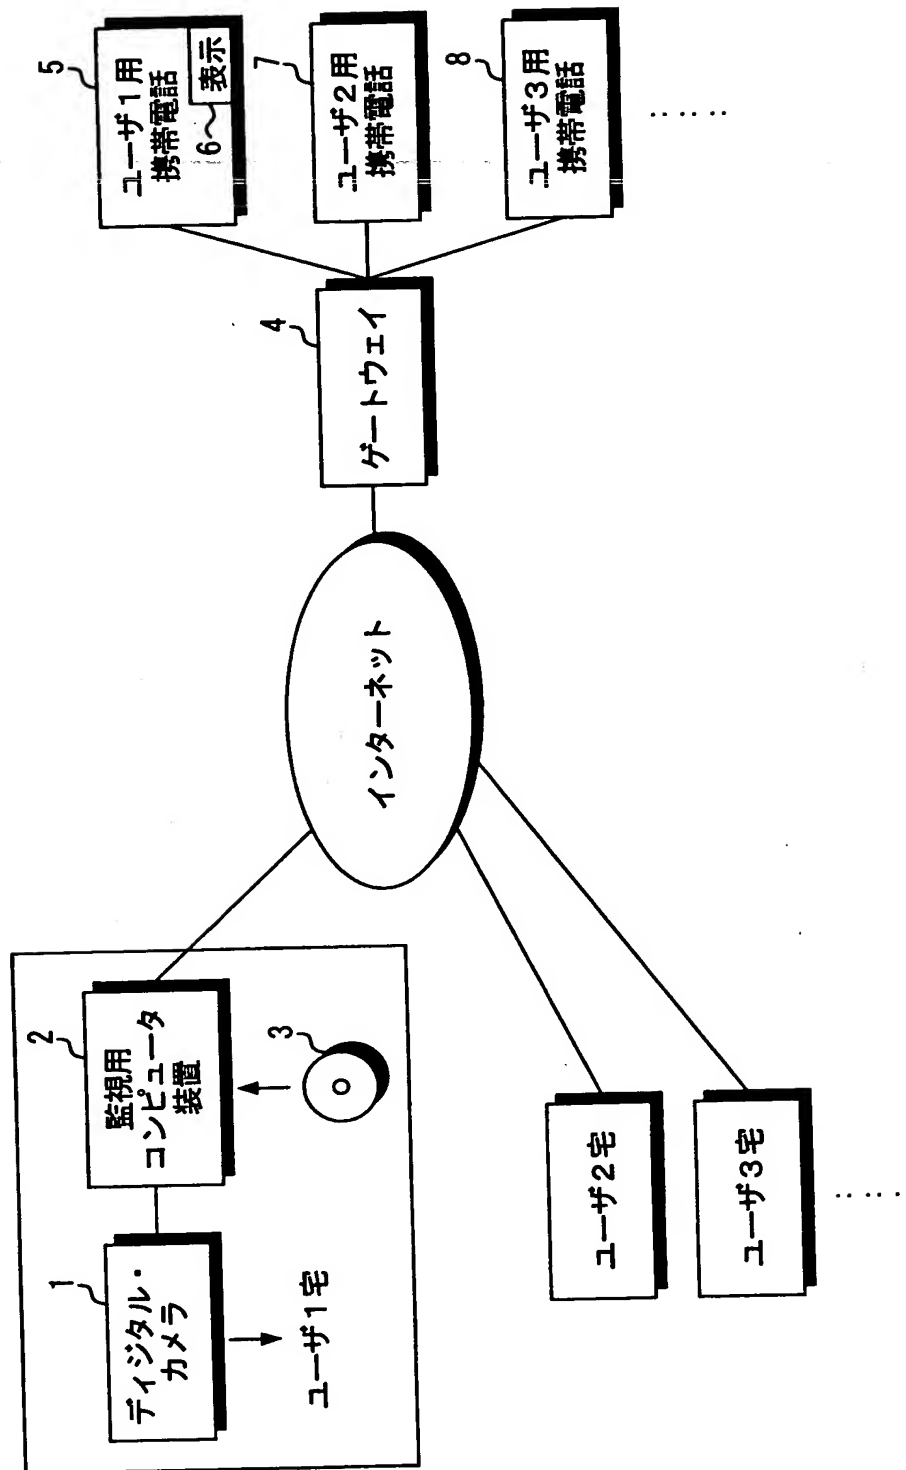 1
ディジタル・
カメラ
ユーザ1宅
2
監視用
コンピュータ
装置
3
ユーザ2宅
ユーザ3宅
‥‥‥
インターネット
4
ゲートウェイ
5
ユーザ1用
携帯電話
6
表示
7
ユーザ2用
携帯電話
8
ユーザ3用
携帯電話
‥‥‥